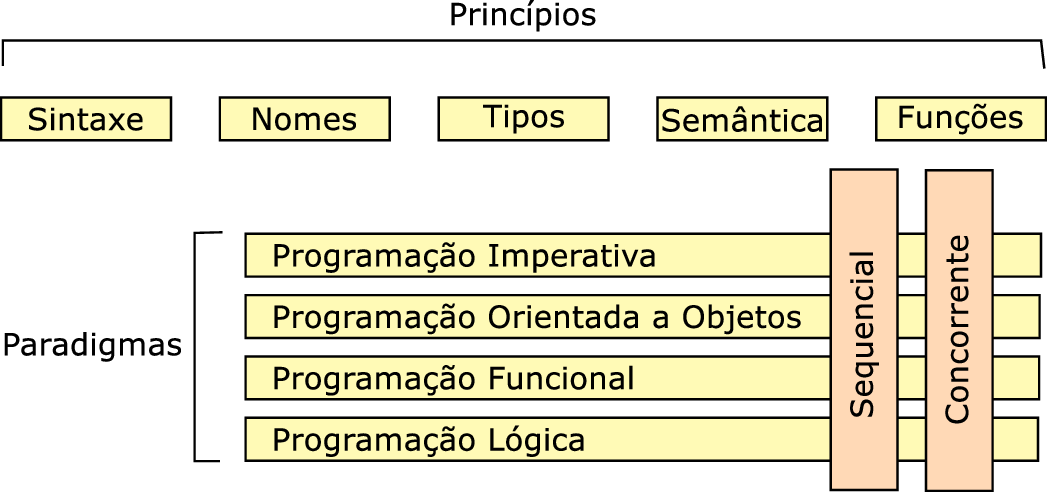 Princípios
Sintaxe
Nomes
Tipos
Semântica
Funções
Paradigmas
Programação Imperativa
Programação Orientada a Objetos
Programação Funcional
Programação Lógica
Sequencial
Concorrente